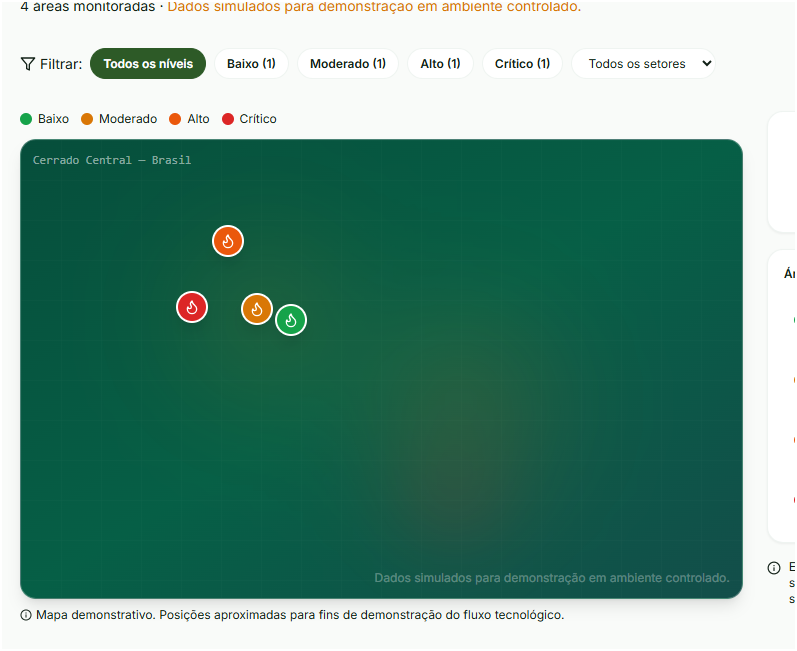 4 áreas monitoradas · Dados simulados para demonstração em ambiente controlado.
Filtrar: Todos os níveis Baixo (1) Moderado (1) Alto (1) Crítico (1) Todos os setores
Baixo Moderado Alto Crítico
Cerrado Central — Brasil
Dados simulados para demonstração em ambiente controlado.
Mapa demonstrativo. Posições aproximadas para fins de demonstração do fluxo tecnológico.